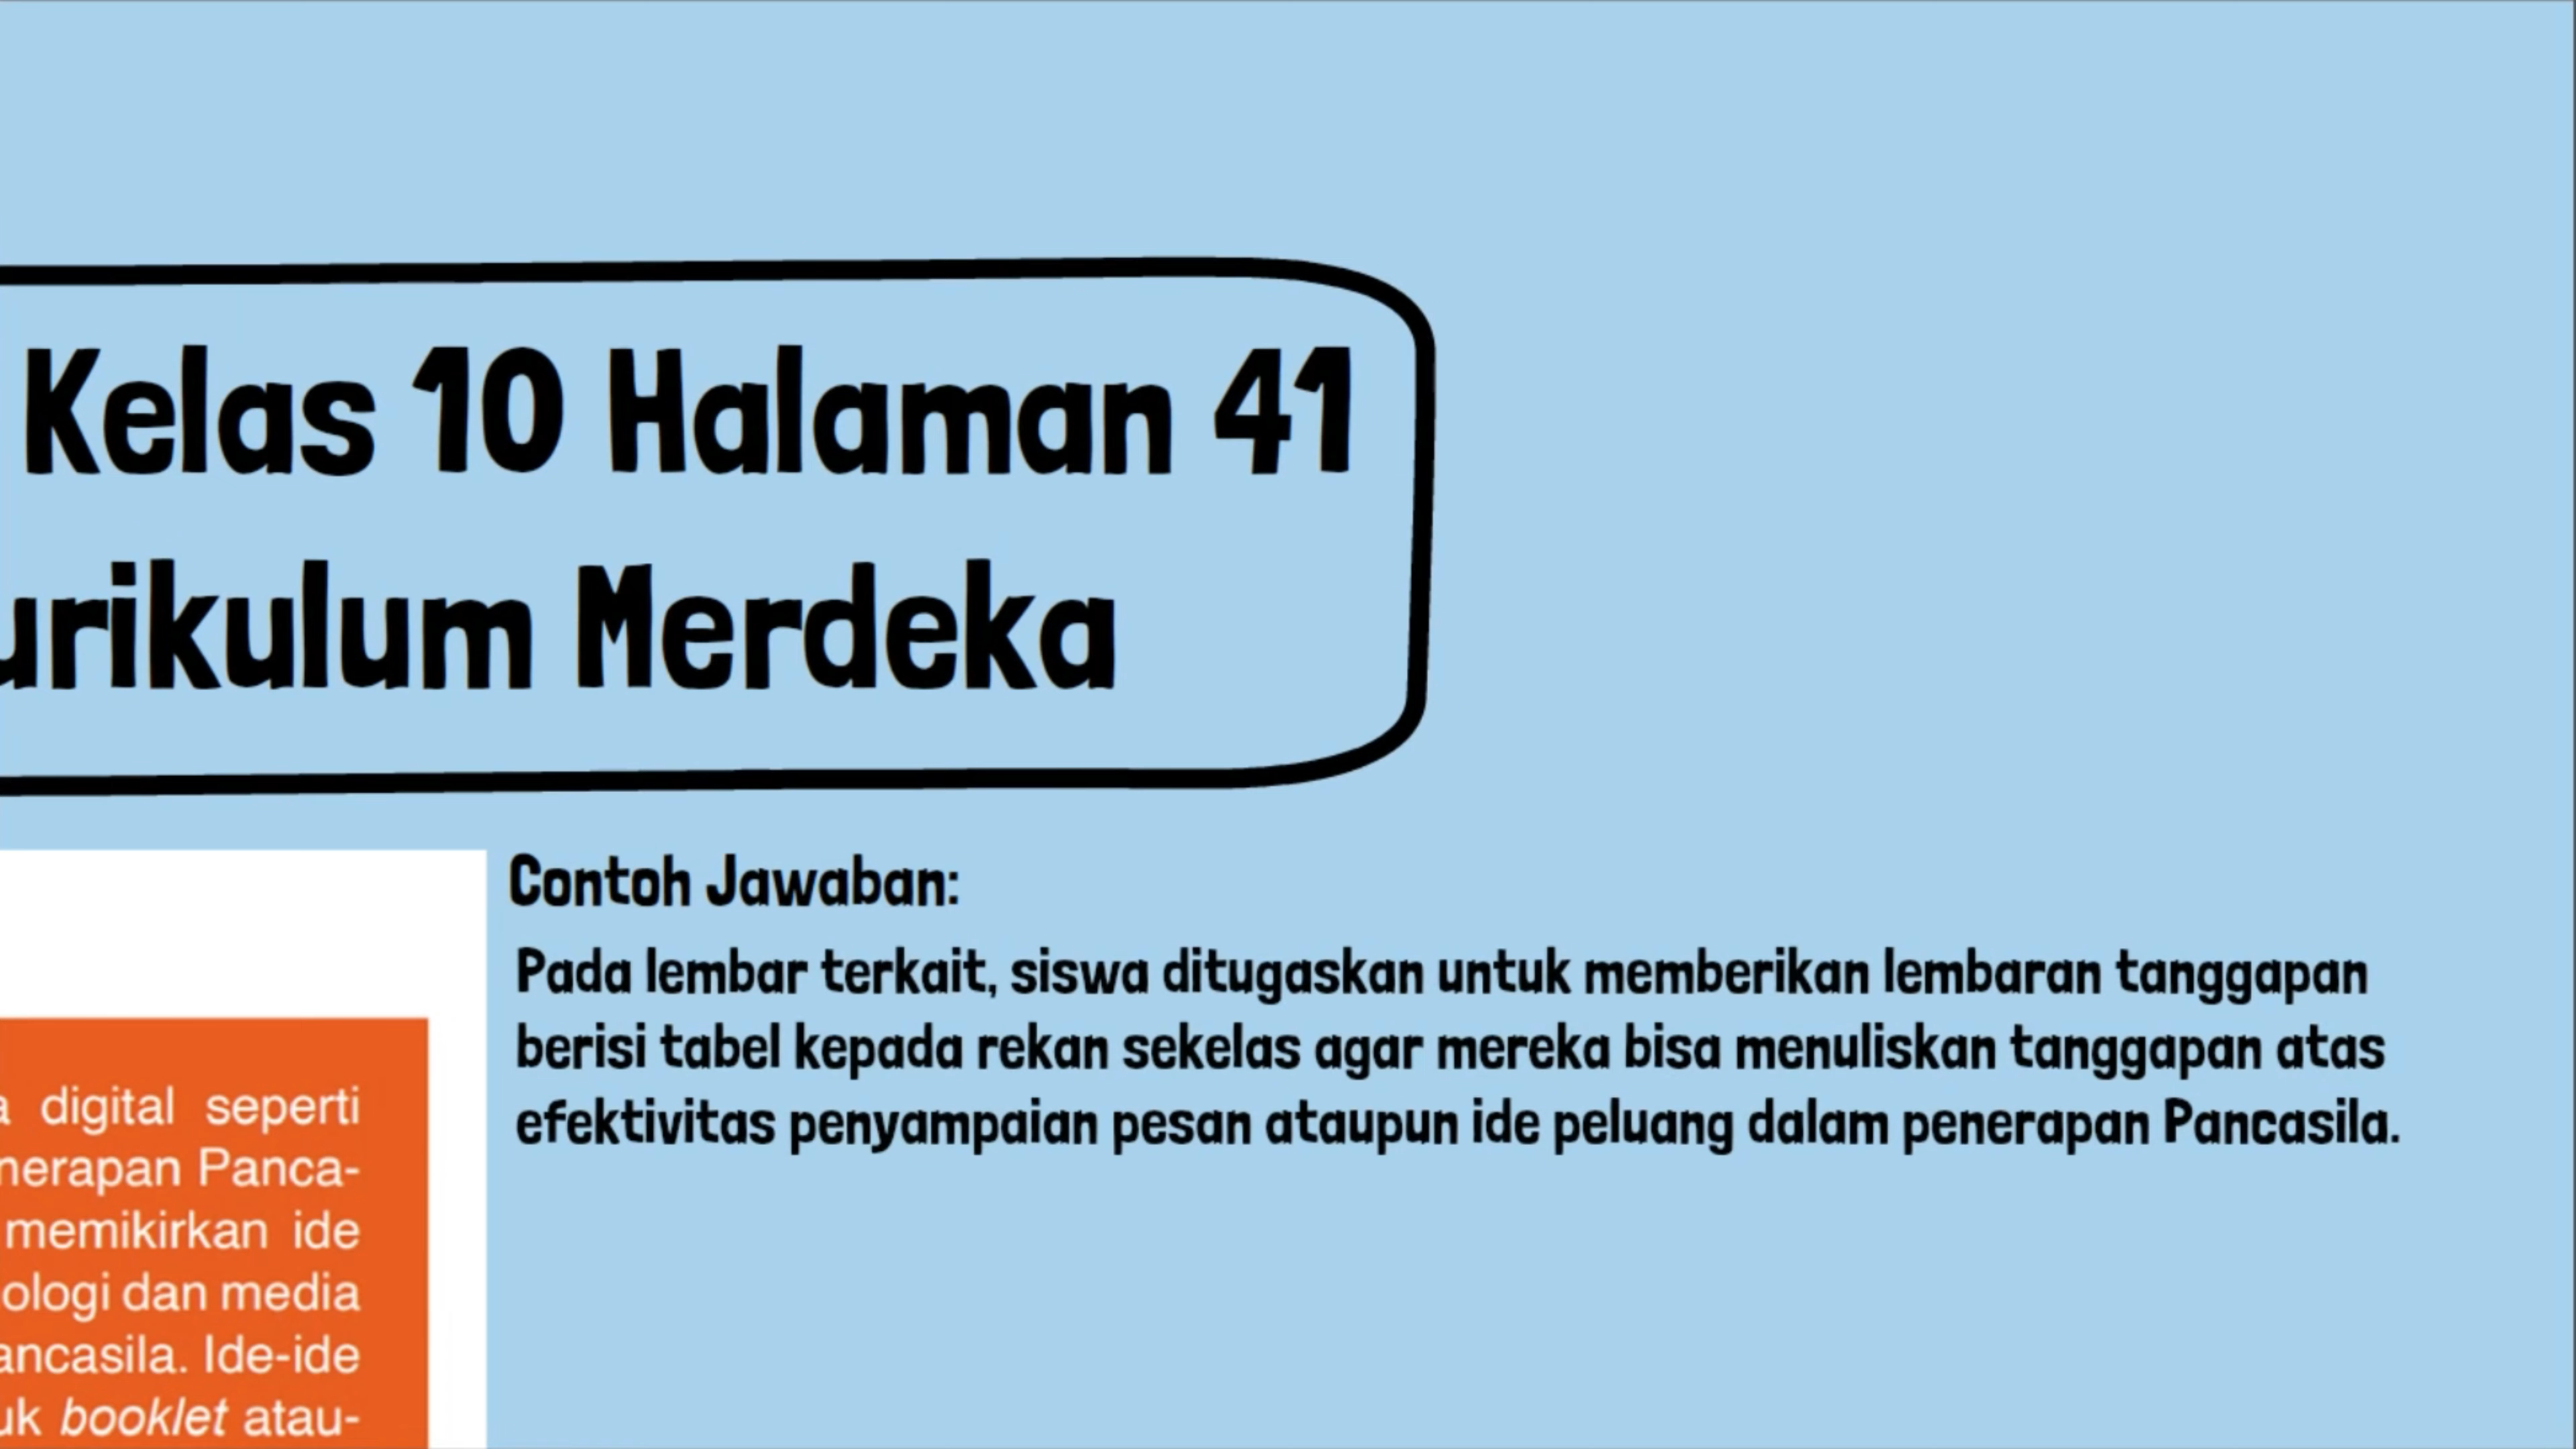 Kelas 10 Halaman 41
urikulum Merdeka
Contoh Jawaban:
Pada lembar terkait, siswa ditugaskan untuk memberikan lembaran tanggapan
berisi tabel kepada rekan sekelas agar mereka bisa menuliskan tanggapan atas
efektivitas penyampaian pesan ataupun ide peluang dalam penerapan Pancasila.
a digital seperti
nerapan Panca-
memikirkan ide
ologi dan media
ancasila. Ide-ide
uk booklet atau-